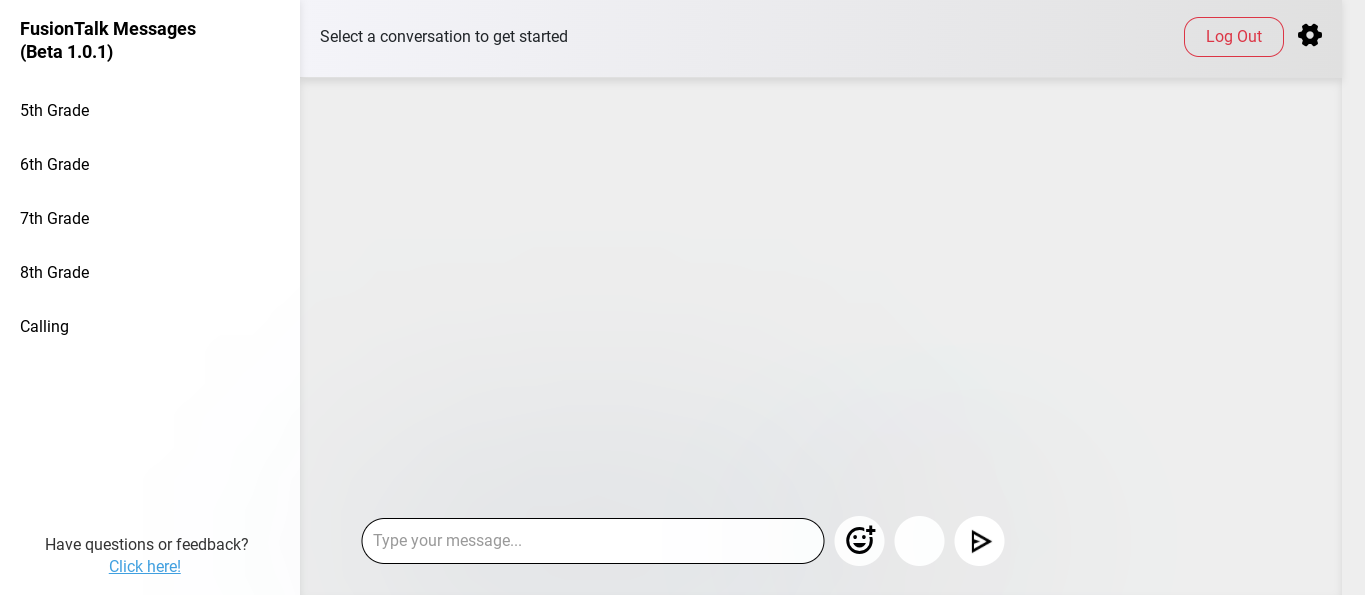 FusionTalk Messages
(Beta 1.0.1)
Select a conversation to get started
Log Out
5th Grade
6th Grade
7th Grade
8th Grade
Calling
Have questions or feedback?
Click here!
Type your message...